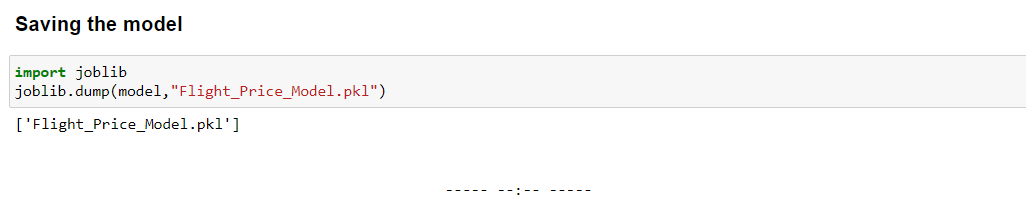 Saving the model
import joblib
joblib.dump(model,"Flight_Price_Model.pkl")
['Flight_Price_Model.pkl']
----- --:-- -----